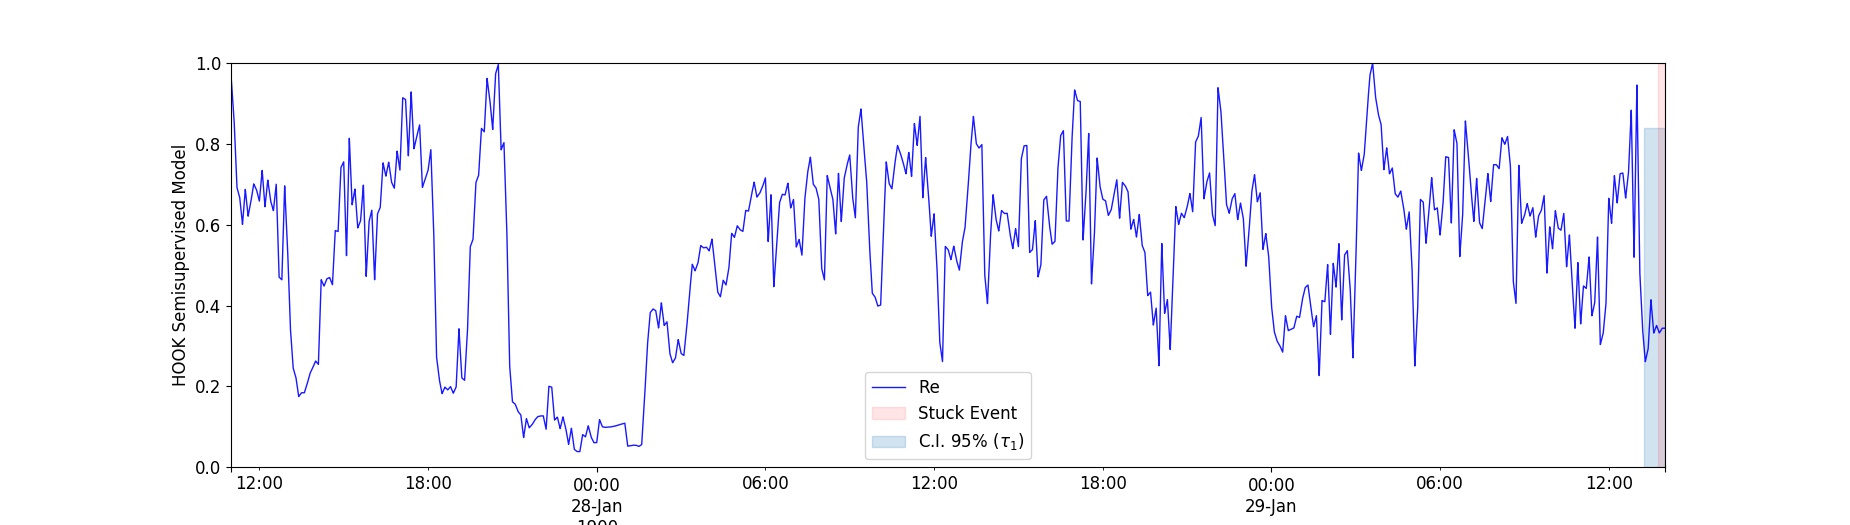 HOOK Semisupervised Model
1.0
0.8
0.6
0.4
0.2
0.0
Re
Stuck Event
C.I. 95% (τ₁)
12:00 18:00 00:00 06:00 12:00 18:00 00:00 06:00 12:00
28-Jan 29-Jan
1900